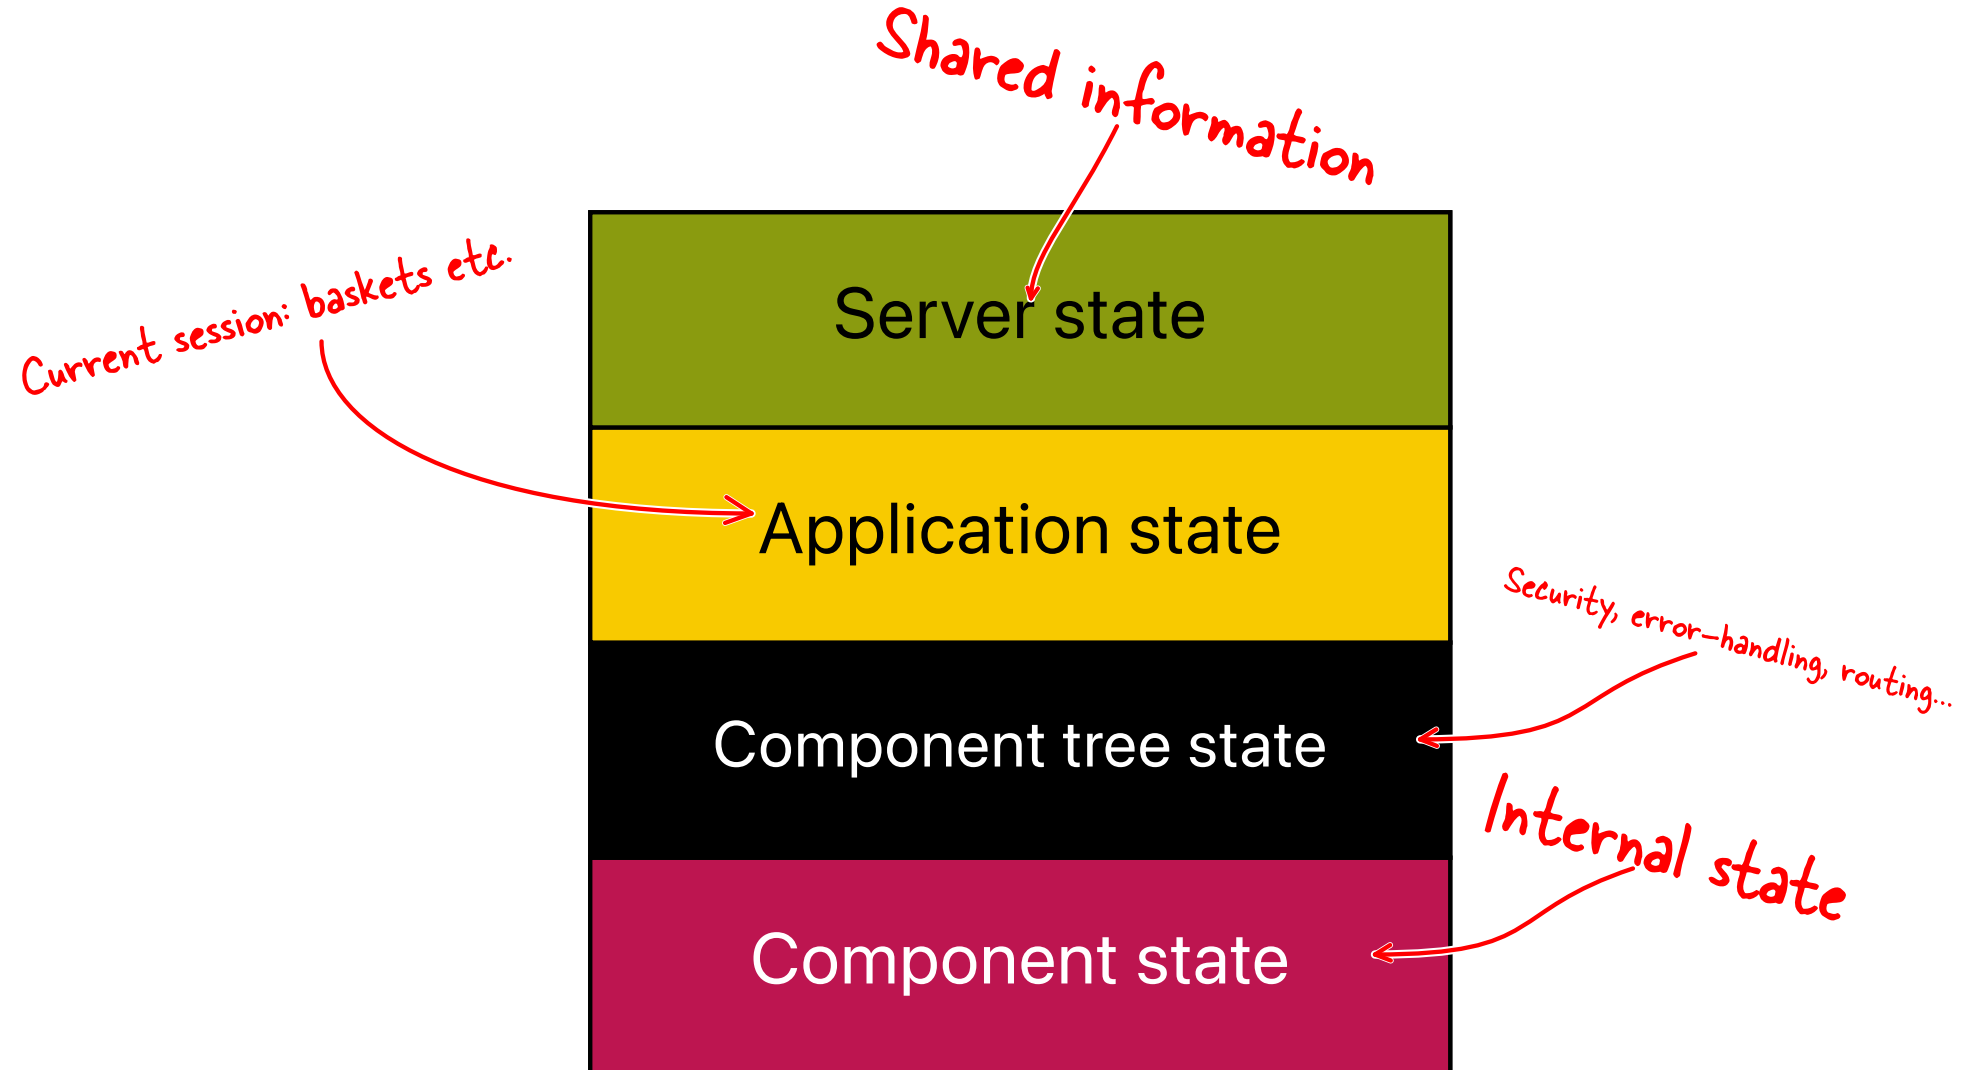 Shared information
Server state
Current session: baskets etc.
Application state
Security, error-handling, routing...
Component tree state
Internal state
Component state